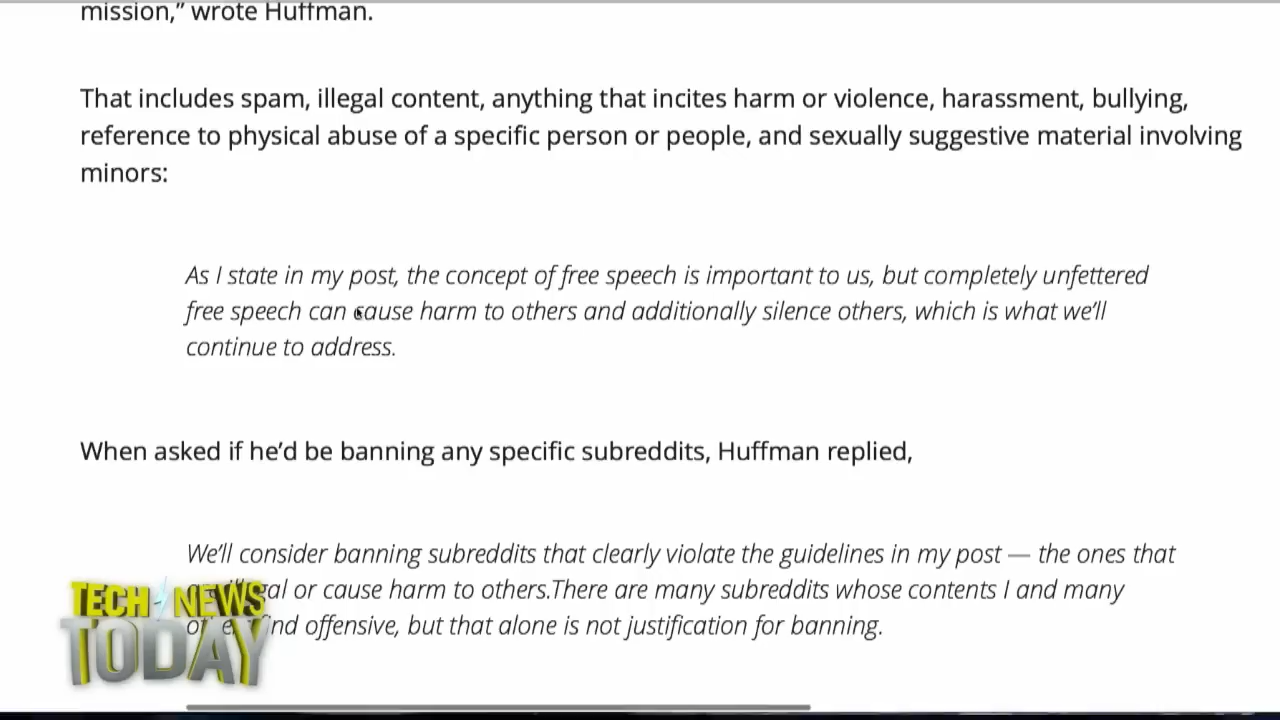 mission,” wrote Huffman.
That includes spam, illegal content, anything that incites harm or violence, harassment, bullying,
reference to physical abuse of a specific person or people, and sexually suggestive material involving
minors:
As I state in my post, the concept of free speech is important to us, but completely unfettered
free speech can cause harm to others and additionally silence others, which is what we’ll
continue to address.
When asked if he’d be banning any specific subreddits, Huffman replied,
We’ll consider banning subreddits that clearly violate the guidelines in my post — the ones that
or cause harm to others.There are many subreddits whose contents I and many
find offensive, but that alone is not justification for banning.
TECH NEWS
TODAY